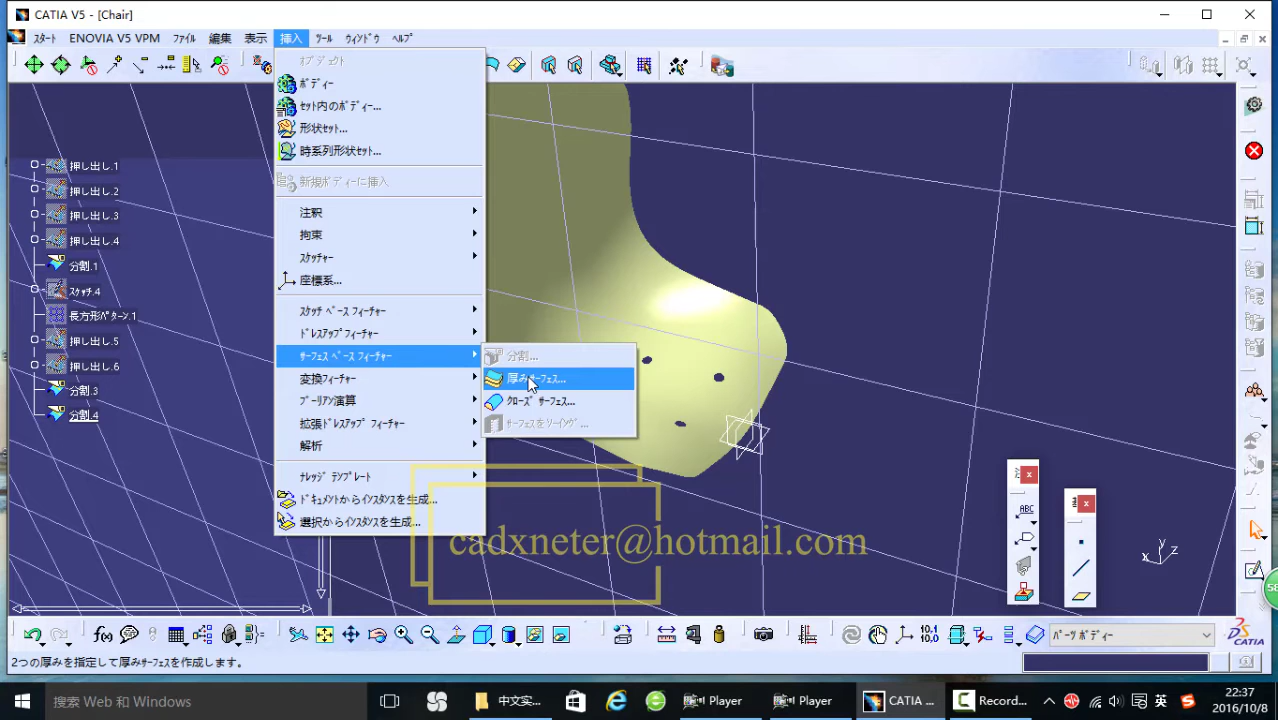 CATIA V5 - [Chair]
スタート ENOVIA V5 VPM ファイル 編集 表示 挿入 ツール ウィンドウ ヘルプ
オブジェクト
ボディー
セット内のボディー...
形状セット...
時系列形状セット...
新規ボディーに挿入
注釈
拘束
スケッチャー
座標系...
スケッチ ベース フィーチャー
ドレスアップ フィーチャー
サーフェス ベース フィーチャー
変換フィーチャー
ブーリアン演算
拡張ドレスアップ フィーチャー
解析
ナレッジ テンプレート
ドキュメントからインスタンスを生成...
選択からインスタンスを生成...
分割...
厚みサーフェス...
クローズ サーフェス...
サーフェスをソーイング...
押し出し.1
押し出し.2
押し出し.3
押し出し.4
分割.1
スケッチ.4
長方形パターン.1
押し出し.5
押し出し.6
分割.3
分割.4
cadxneter@hotmail.com
ABC
x y z
58
f(x)
10.1
10.0
パーツ ボディー
CATIA
2つの厚みを指定して厚みサーフェスを作成します。
搜索 Web 和 Windows
中文实...
Player
Player
CATIA ...
Record...
英
22:37
2016/10/8